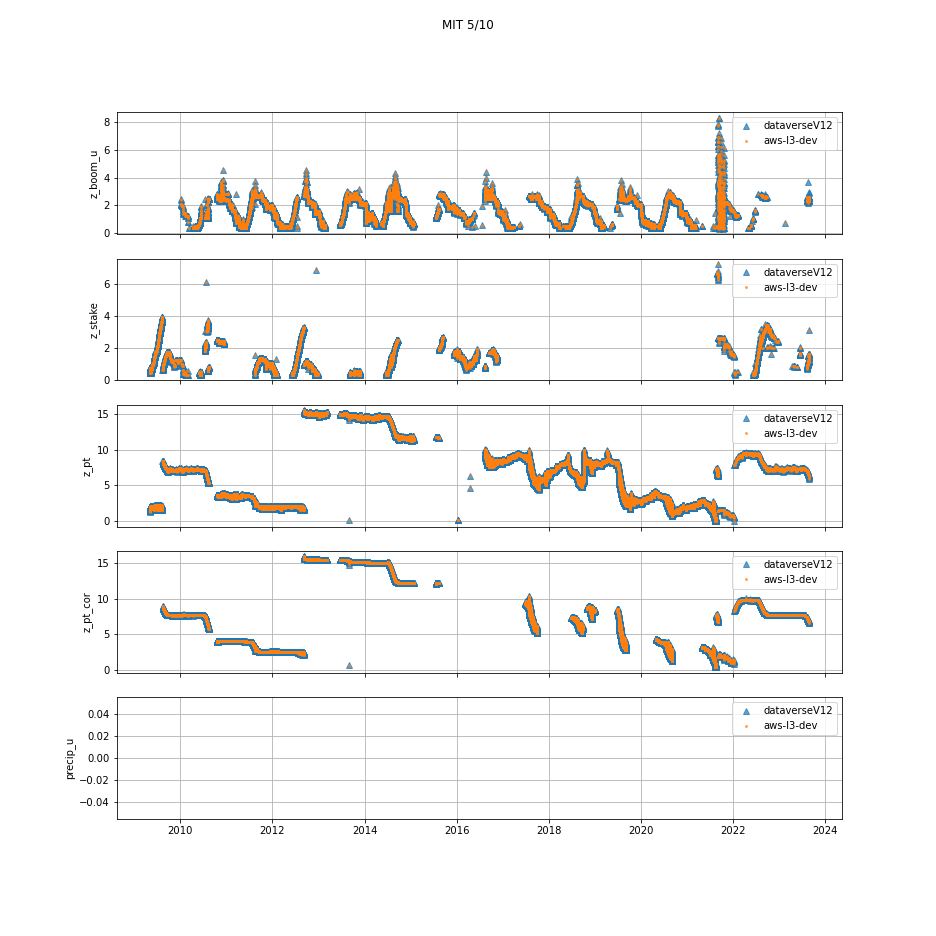 MIT 5/10
8
6
4
2
0
z_boom_u
dataverseV12
aws-l3-dev
6
4
2
0
z_stake
dataverseV12
aws-l3-dev
15
10
5
0
z_pt
dataverseV12
aws-l3-dev
15
10
5
0
z_pt_cor
dataverseV12
aws-l3-dev
0.04
0.02
0.00
−0.02
−0.04
precip_u
dataverseV12
aws-l3-dev
2010 2012 2014 2016 2018 2020 2022 2024